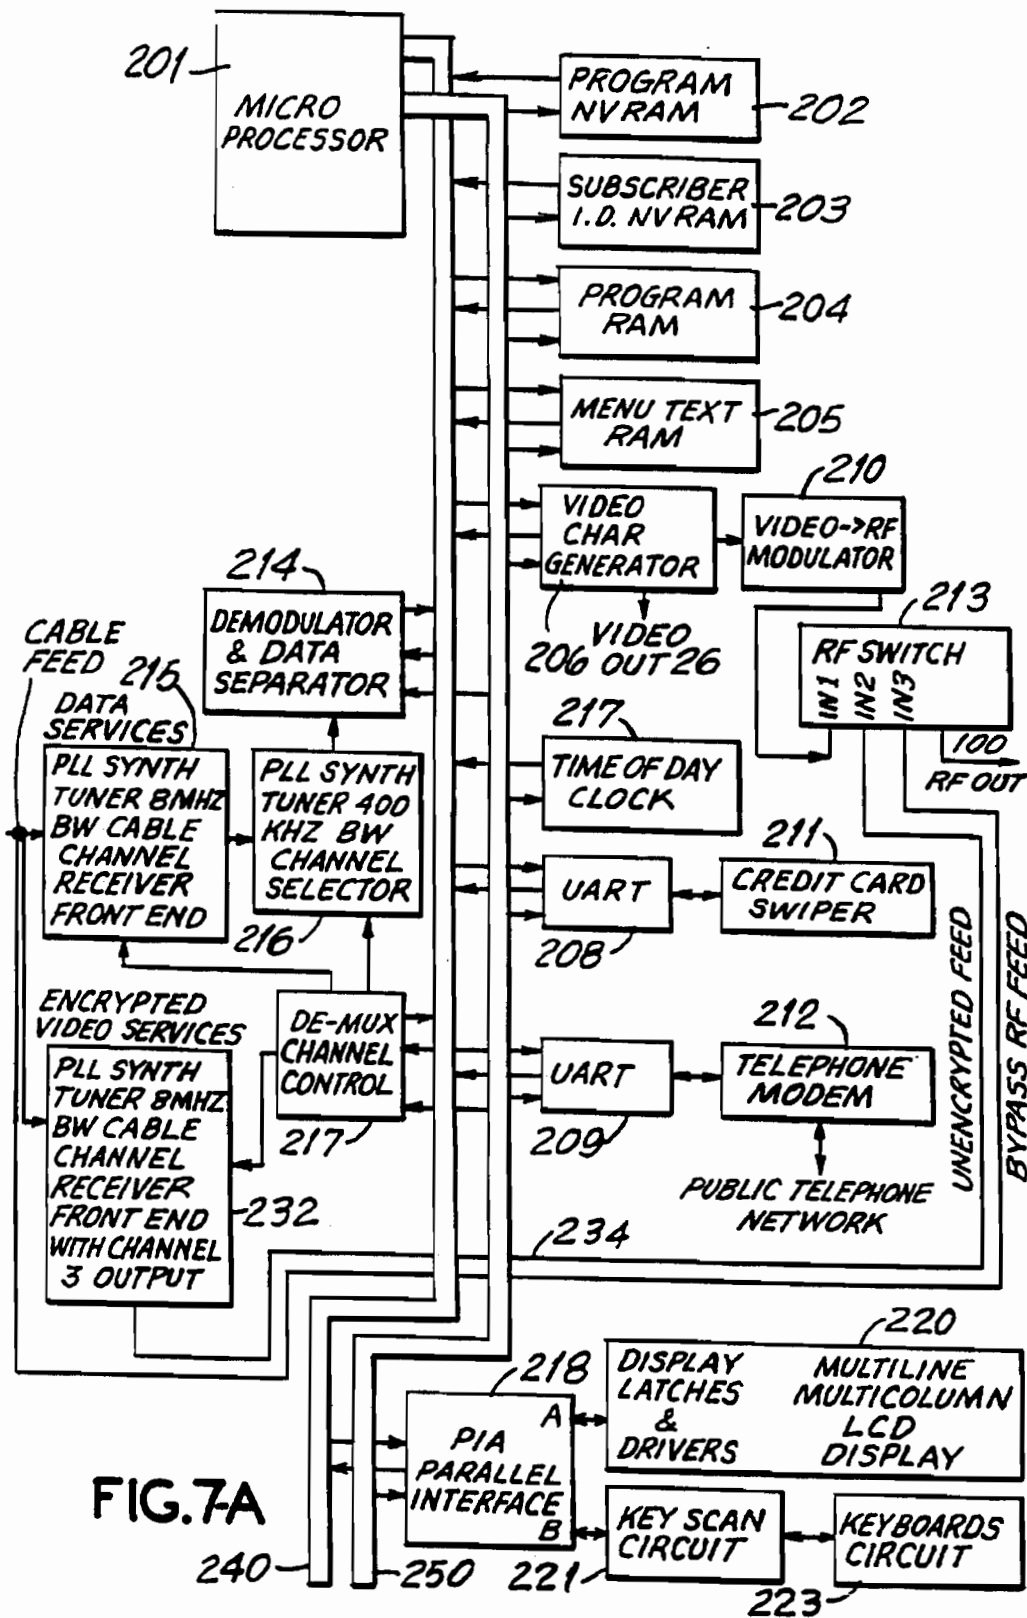 201
MICRO
PROCESSOR
PROGRAM
NVRAM
202
SUBSCRIBER
I.D. NVRAM
203
PROGRAM
RAM
204
MENU TEXT
RAM
205
VIDEO
CHAR
GENERATOR
206
VIDEO
OUT 26
210
VIDEO->RF
MODULATOR
213
RF SWITCH
IN1
IN2
IN3
100
RF OUT
214
DEMODULATOR
& DATA
SEPARATOR
CABLE
FEED
215
DATA
SERVICES
PLL SYNTH
TUNER 8MHZ
BW CABLE
CHANNEL
RECEIVER
FRONT END
PLL SYNTH
TUNER 400
KHZ BW
CHANNEL
SELECTOR
216
217
TIME OF DAY
CLOCK
UART
208
211
CREDIT CARD
SWIPER
ENCRYPTED
VIDEO SERVICES
PLL SYNTH
TUNER 8MHZ
BW CABLE
CHANNEL
RECEIVER
FRONT END
WITH CHANNEL
3 OUTPUT
232
DE-MUX
CHANNEL
CONTROL
217
UART
209
212
TELEPHONE
MODEM
PUBLIC TELEPHONE
NETWORK
UNENCRYPTED FEED
BYPASS RF FEED
234
218
A
PIA
PARALLEL
INTERFACE
B
220
DISPLAY
LATCHES
&
DRIVERS
MULTILINE
MULTICOLUMN
LCD
DISPLAY
KEY SCAN
CIRCUIT
221
KEYBOARDS
CIRCUIT
223
FIG.7-A
240
250